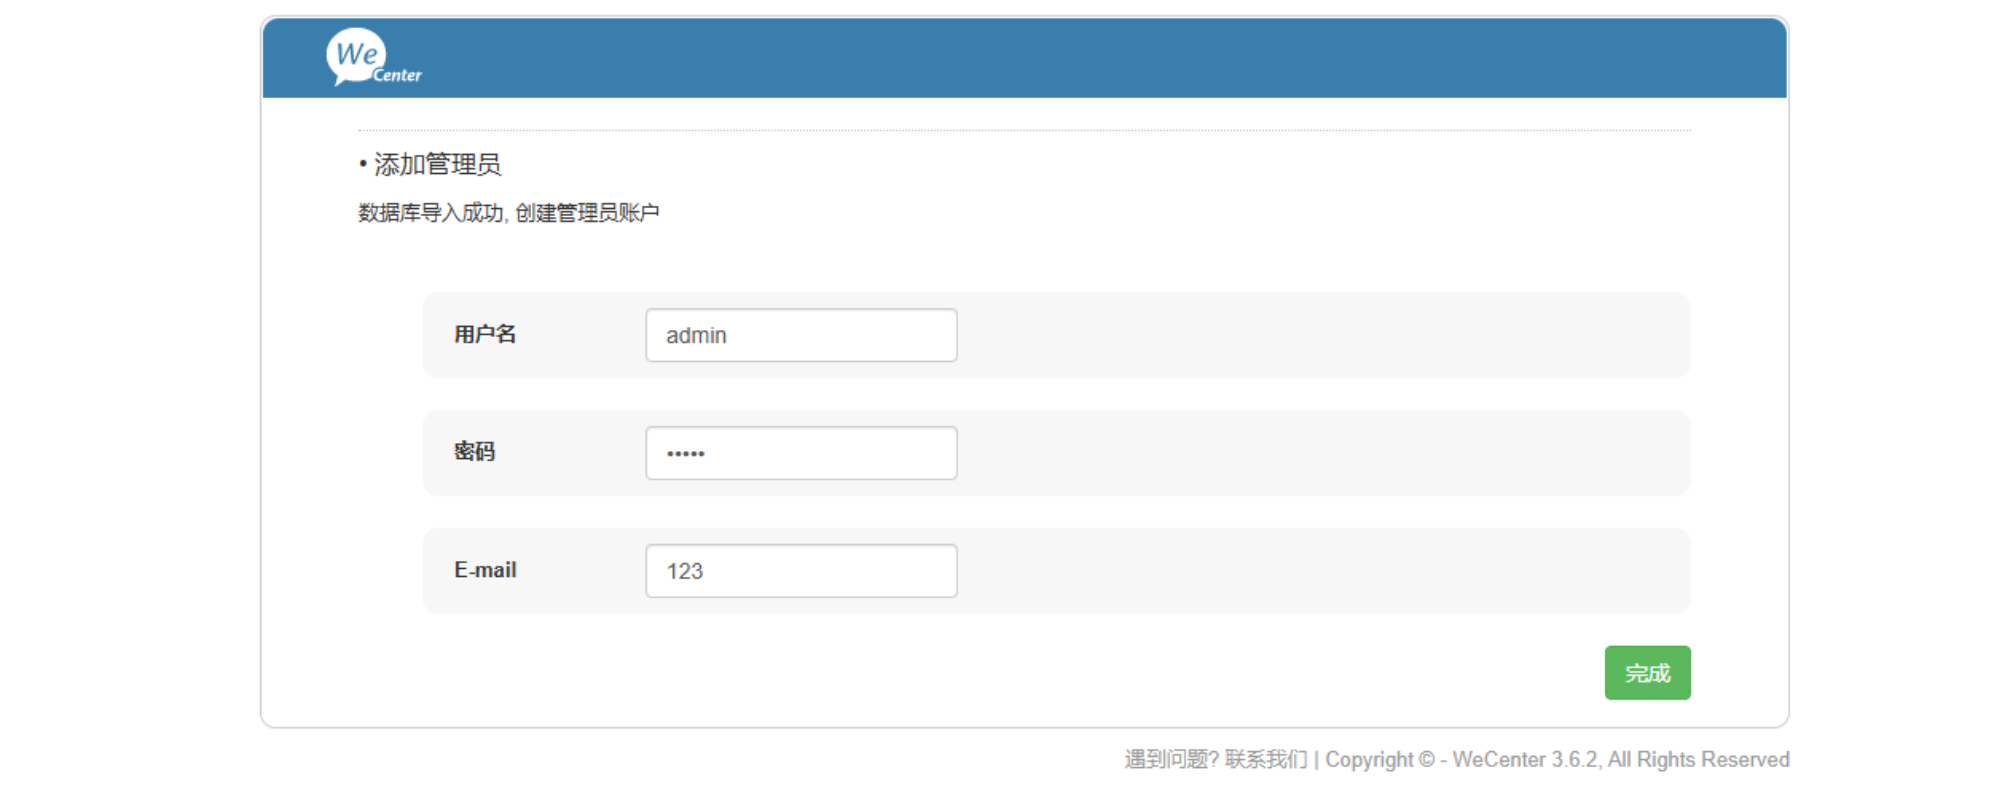 We
Center
• 添加管理员
数据库导入成功, 创建管理员账户
用户名 admin
密码 •••••
E-mail 123
完成
遇到问题? 联系我们 | Copyright © - WeCenter 3.6.2, All Rights Reserved